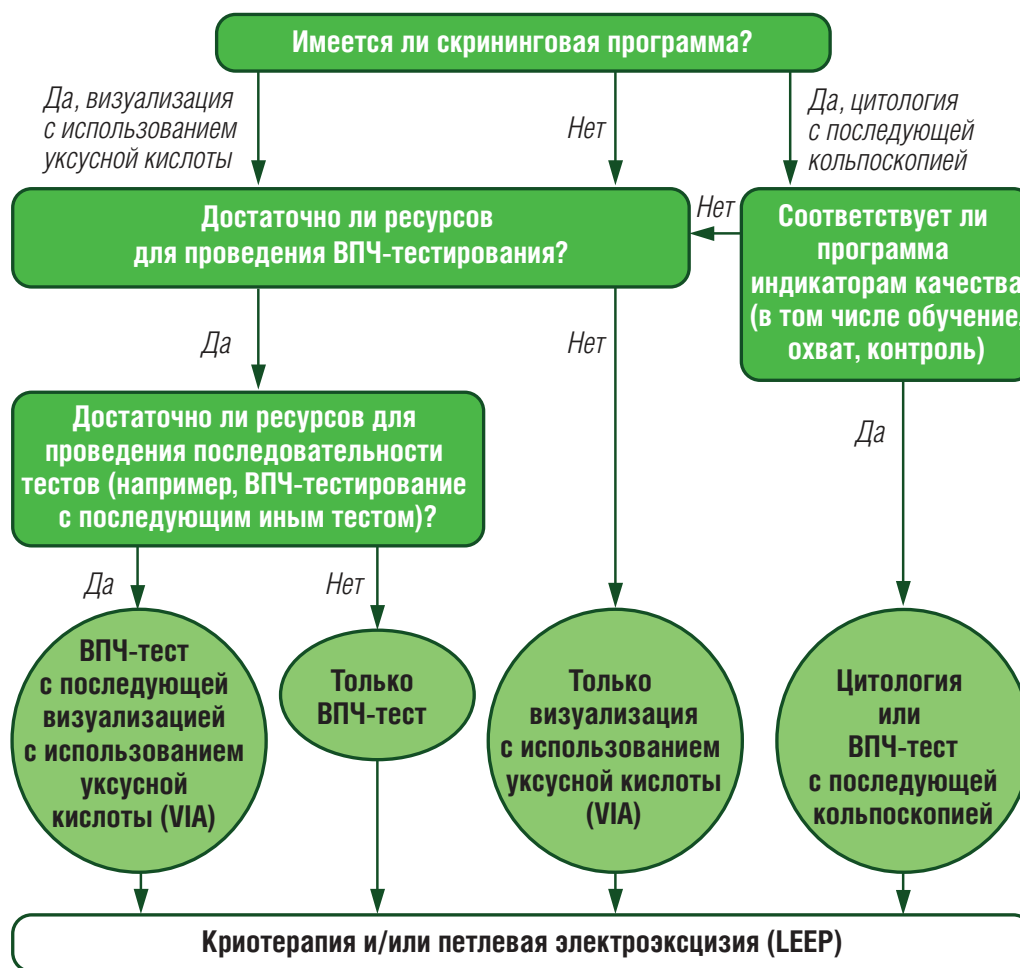 Имеется ли скрининговая программа?
Да, визуализация
с использованием
уксусной кислоты
Нет
Да, цитология
с последующей
кольпоскопией
Достаточно ли ресурсов
для проведения ВПЧ-тестирования?
Нет
Соответствует ли
программа
индикаторам качества
(в том числе обучение,
охват, контроль)
Да
Нет
Да
Достаточно ли ресурсов для
проведения последовательности
тестов (например, ВПЧ-тестирование
с последующим иным тестом)?
Да
Нет
ВПЧ-тест
с последующей
визуализацией
с использованием
уксусной
кислоты (VIA)
Только
ВПЧ-тест
Только
визуализация
с использованием
уксусной кислоты
(VIA)
Цитология
или
ВПЧ-тест
с последующей
кольпоскопией
Криотерапия и/или петлевая электроэксцизия (LEEP)